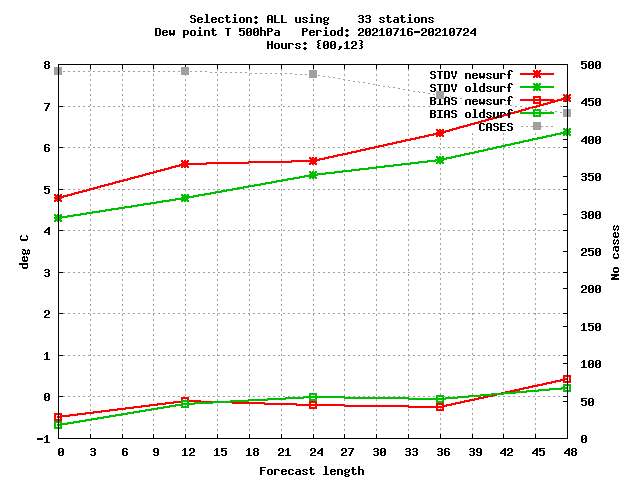 Selection: ALL using    33 stations
Dew point T 500hPa   Period: 20210716-20210724
Hours: {00,12}
8
7
6
5
4
3
2
1
0
-1
deg C
500
450
400
350
300
250
200
150
100
50
0
No cases
STDV newsurf
STDV oldsurf
BIAS newsurf
BIAS oldsurf
CASES
0 3 6 9 12 15 18 21 24 27 30 33 36 39 42 45 48
Forecast length